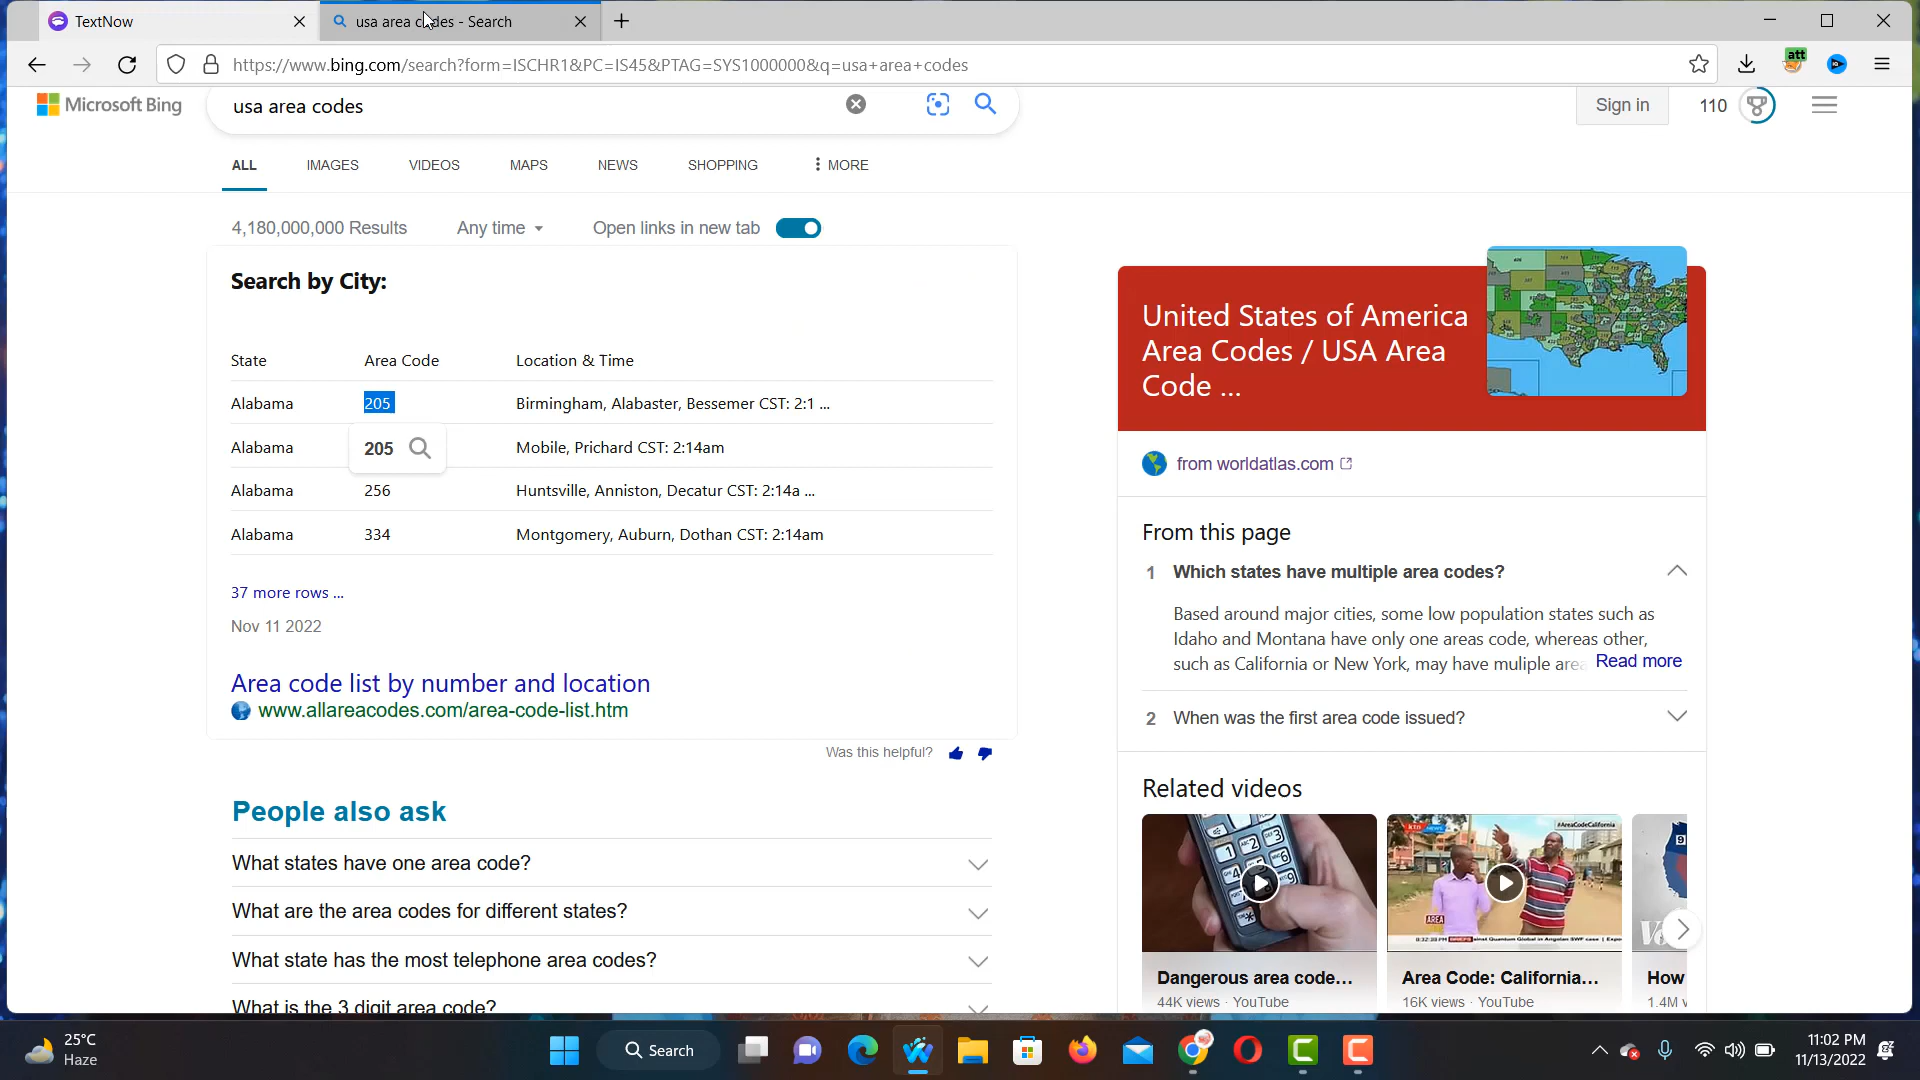 TextNow
usa area codes - Search
https://www.bing.com/search?form=ISCHR1&PC=IS45&PTAG=SYS1000000&q=usa+area+codes
att
Microsoft Bing
usa area codes
Sign in
110
ALL
IMAGES
VIDEOS
MAPS
NEWS
SHOPPING
MORE
4,180,000,000 Results
Any time
Open links in new tab
Search by City:
State Area Code Location & Time
Alabama 205 Birmingham, Alabaster, Bessemer CST: 2:1 ...
Alabama Mobile, Prichard CST: 2:14am
205
Alabama 256 Huntsville, Anniston, Decatur CST: 2:14a ...
Alabama 334 Montgomery, Auburn, Dothan CST: 2:14am
37 more rows ...
Nov 11 2022
Area code list by number and location
www.allareacodes.com/area-code-list.htm
Was this helpful?
People also ask
What states have one area code?
What are the area codes for different states?
What state has the most telephone area codes?
What is the 3 digit area code?
United States of America
Area Codes / USA Area
Code ...
from worldatlas.com
From this page
1 Which states have multiple area codes?
Based around major cities, some low population states such as
Idaho and Montana have only one areas code, whereas other,
such as California or New York, may have muliple area
Read more
2 When was the first area code issued?
Related videos
#AreaCodeCalifornia
AREA
Dangerous area code...
44K views · YouTube
Area Code: California...
16K views · YouTube
How
1.4M v
25°C
Haze
Search
11:02 PM
11/13/2022